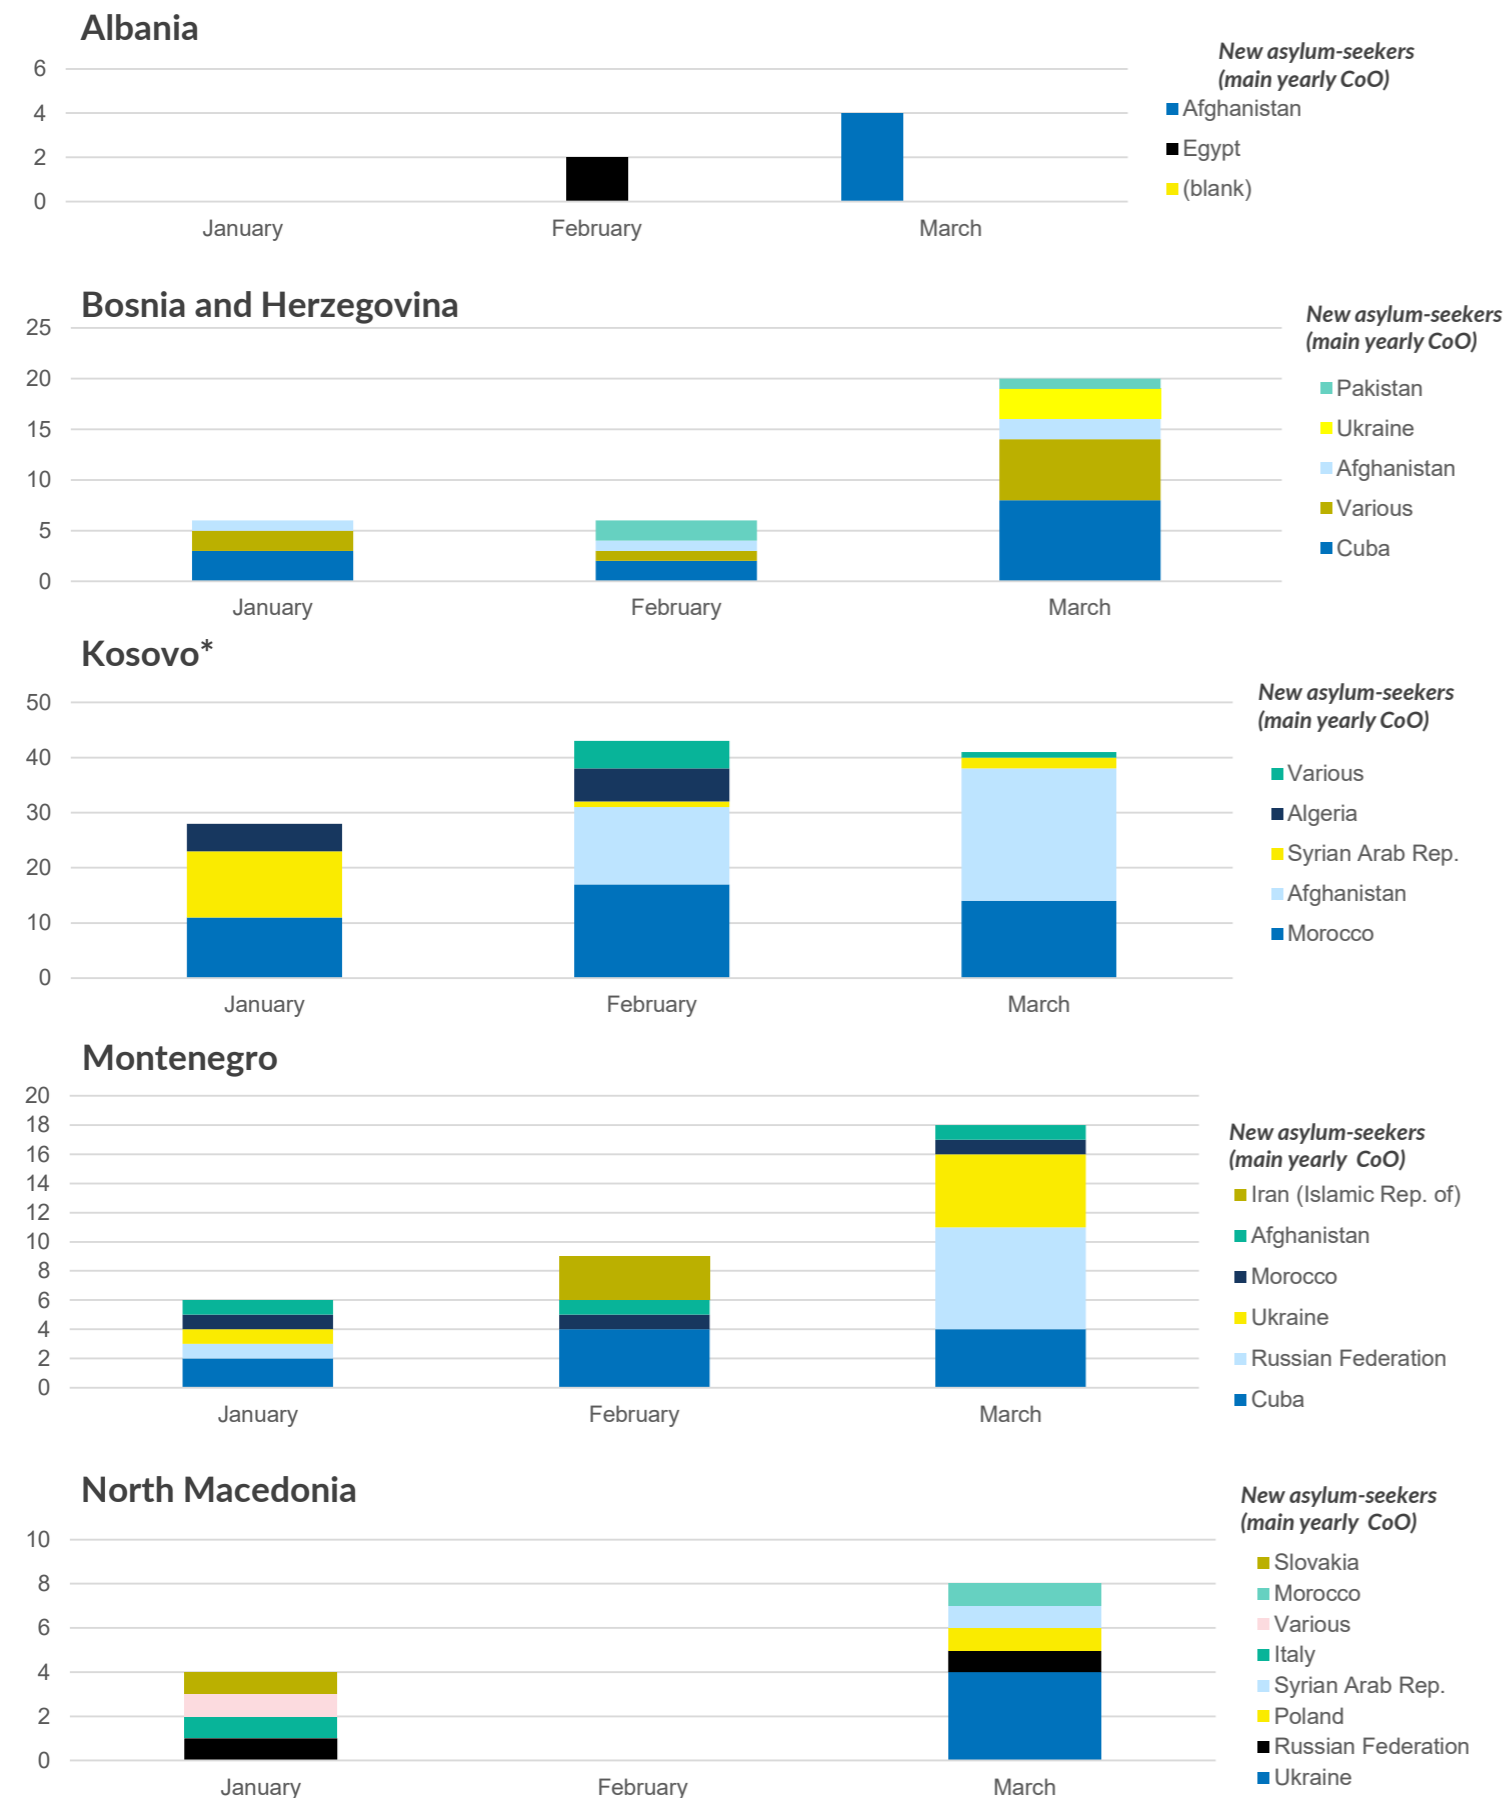 Albania
New asylum-seekers
(main yearly CoO)
6
4
2
0
January
February
March
Afghanistan
Egypt
(blank)
Bosnia and Herzegovina
New asylum-seekers
(main yearly CoO)
25
20
15
10
5
0
January
February
March
Pakistan
Ukraine
Afghanistan
Various
Cuba
Kosovo*
New asylum-seekers
(main yearly CoO)
50
40
30
20
10
0
January
February
March
Various
Algeria
Syrian Arab Rep.
Afghanistan
Morocco
Montenegro
New asylum-seekers
(main yearly CoO)
20
18
16
14
12
10
8
6
4
2
0
January
February
March
Iran (Islamic Rep. of)
Afghanistan
Morocco
Ukraine
Russian Federation
Cuba
North Macedonia
New asylum-seekers
(main yearly CoO)
10
8
6
4
2
0
January
February
March
Slovakia
Morocco
Various
Italy
Syrian Arab Rep.
Poland
Russian Federation
Ukraine